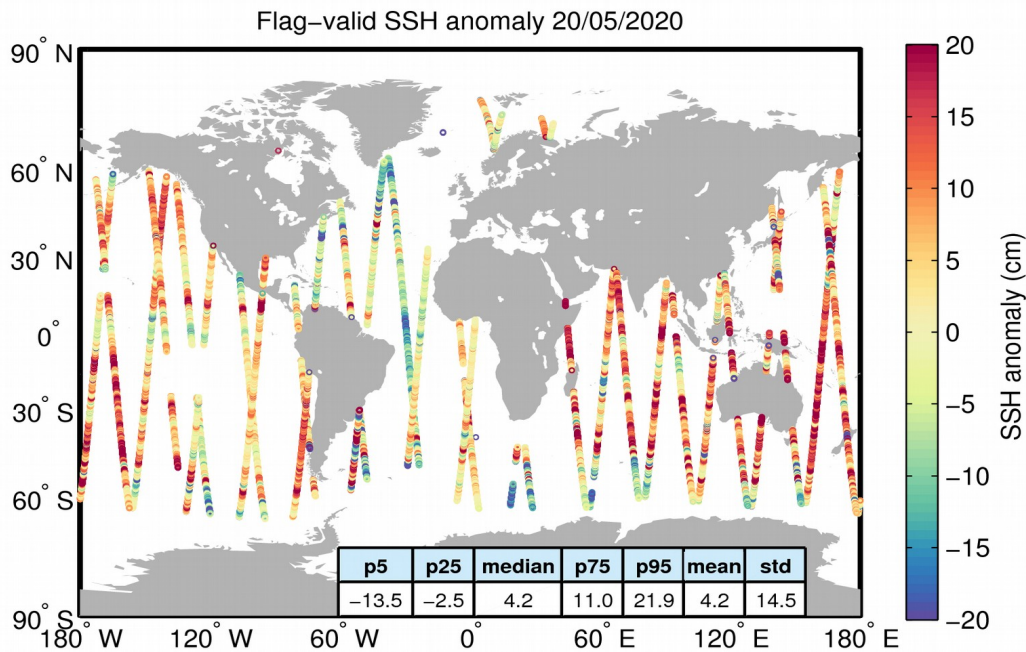 Flag−valid SSH anomaly 20/05/2020
90° N
60° N
30° N
0°
30° S
60° S
90° S
180° W
120° W
60° W
0°
60° E
120° E
180° E
p5 p25 median p75 p95 mean std
−13.5 −2.5 4.2 11.0 21.9 4.2 14.5
20
15
10
5
0
−5
−10
−15
−20
SSH anomaly (cm)